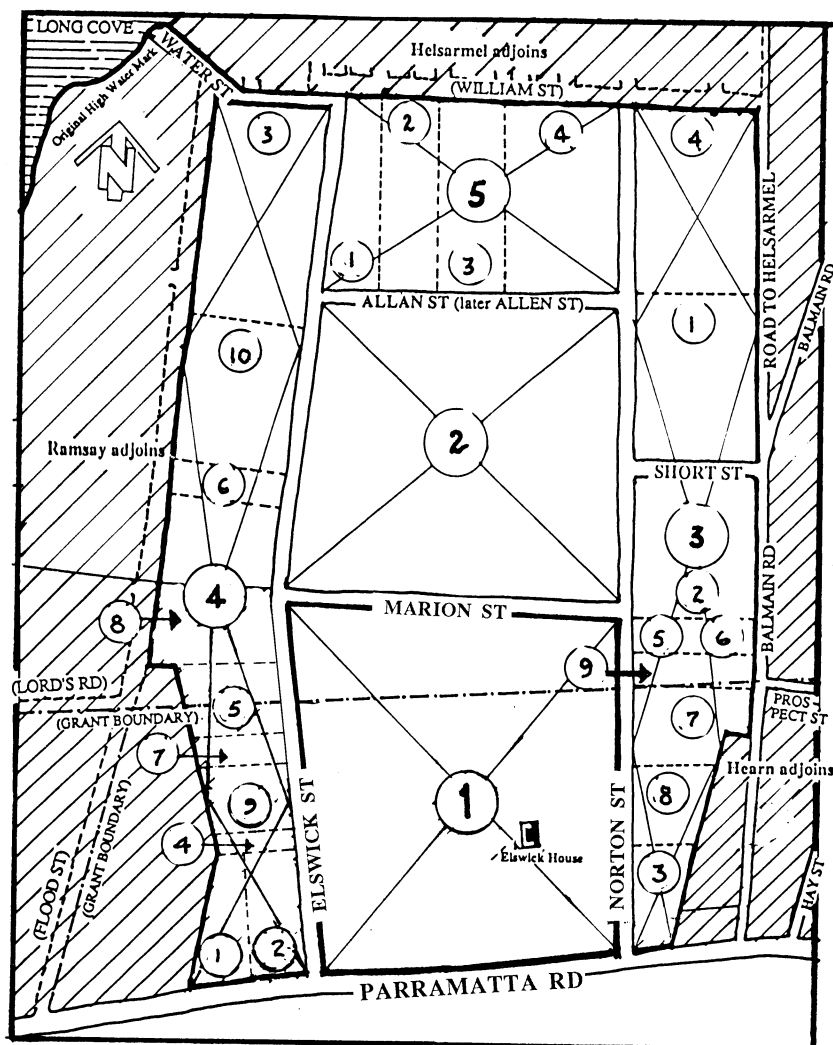 LONG COVE
WATER ST
Helsarmel adjoins
(WILLIAM ST)
Original High Water Mark
N
3
2
4
4
5
1
3
ROAD TO HELSARMEL
BALMAIN RD
ALLAN ST (later ALLEN ST)
1
10
2
Ramsay adjoins
6
SHORT ST
3
4
2
BALMAIN RD
8
MARION ST
5
6
9
(LORD'S RD)
5
(GRANT BOUNDARY)
7
PROS-
PECT ST
7
Hearn adjoins
8
9
1
4
Elswick House
3
(FLOOD ST)
(GRANT BOUNDARY)
ELSWICK ST
NORTON ST
HAY ST
1
2
PARRAMATTA RD